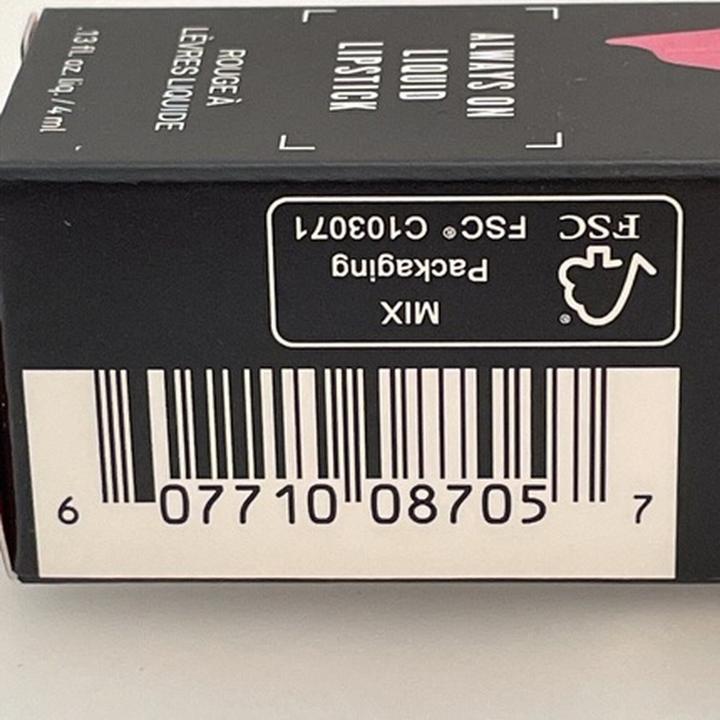 ALWAYS ON
LIQUID
LIPSTICK
ROUGE À
LÈVRES LIQUIDE
.13 fl oz. liq. / 4 ml
FSC
MIX
Packaging
FSC® C103071
6 07710 08705 7